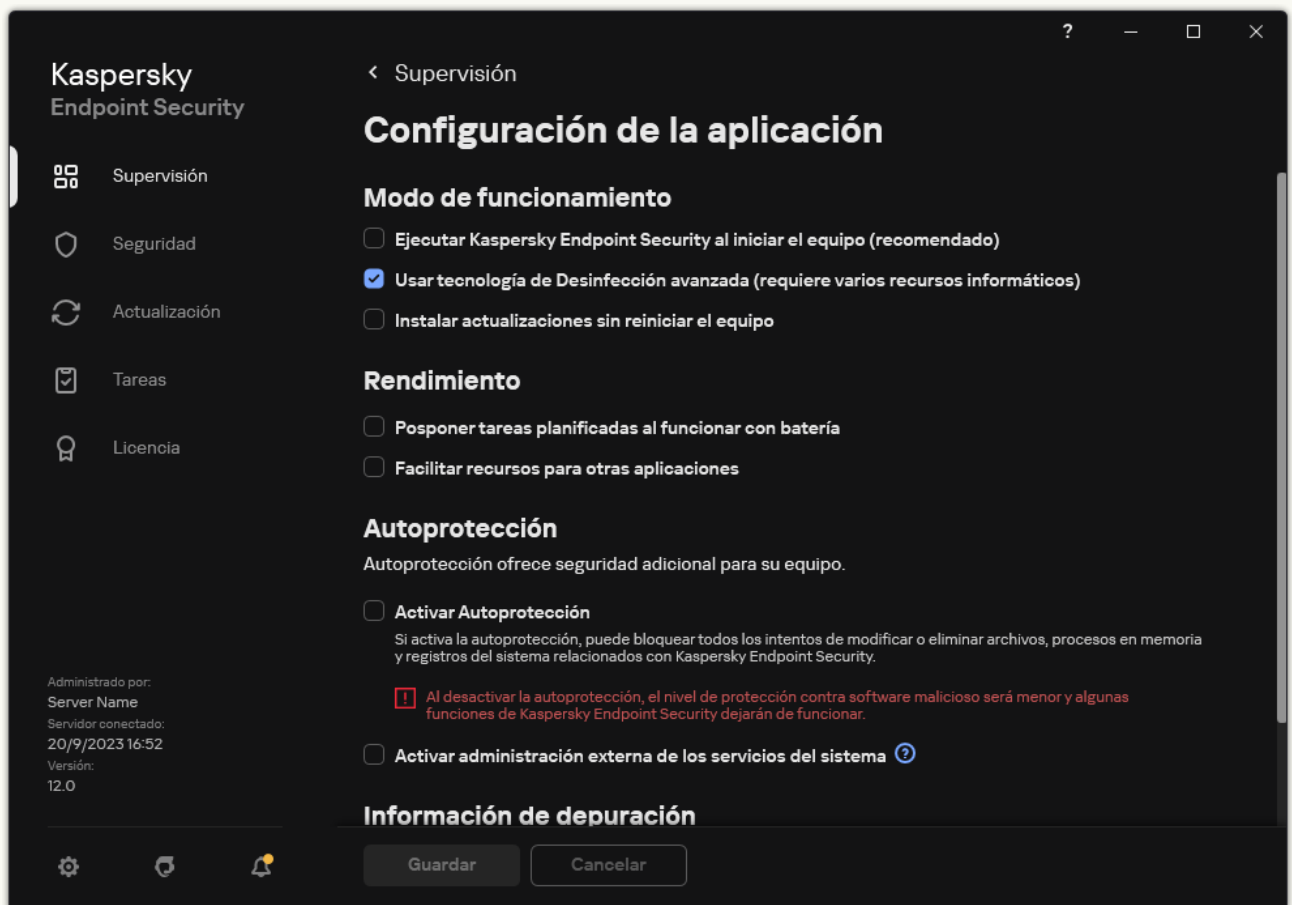 ?
Kaspersky
Endpoint Security
Supervisión
Seguridad
Actualización
Tareas
Licencia
Administrado por:
Server Name
Servidor conectado:
20/9/2023 16:52
Versión:
12.0
Supervisión
Configuración de la aplicación
Modo de funcionamiento
Ejecutar Kaspersky Endpoint Security al iniciar el equipo (recomendado)
Usar tecnología de Desinfección avanzada (requiere varios recursos informáticos)
Instalar actualizaciones sin reiniciar el equipo
Rendimiento
Posponer tareas planificadas al funcionar con batería
Facilitar recursos para otras aplicaciones
Autoprotección
Autoprotección ofrece seguridad adicional para su equipo.
Activar Autoprotección
Si activa la autoprotección, puede bloquear todos los intentos de modificar o eliminar archivos, procesos en memoria
y registros del sistema relacionados con Kaspersky Endpoint Security.
! Al desactivar la autoprotección, el nivel de protección contra software malicioso será menor y algunas
funciones de Kaspersky Endpoint Security dejarán de funcionar.
Activar administración externa de los servicios del sistema ?
Información de depuración
Guardar
Cancelar